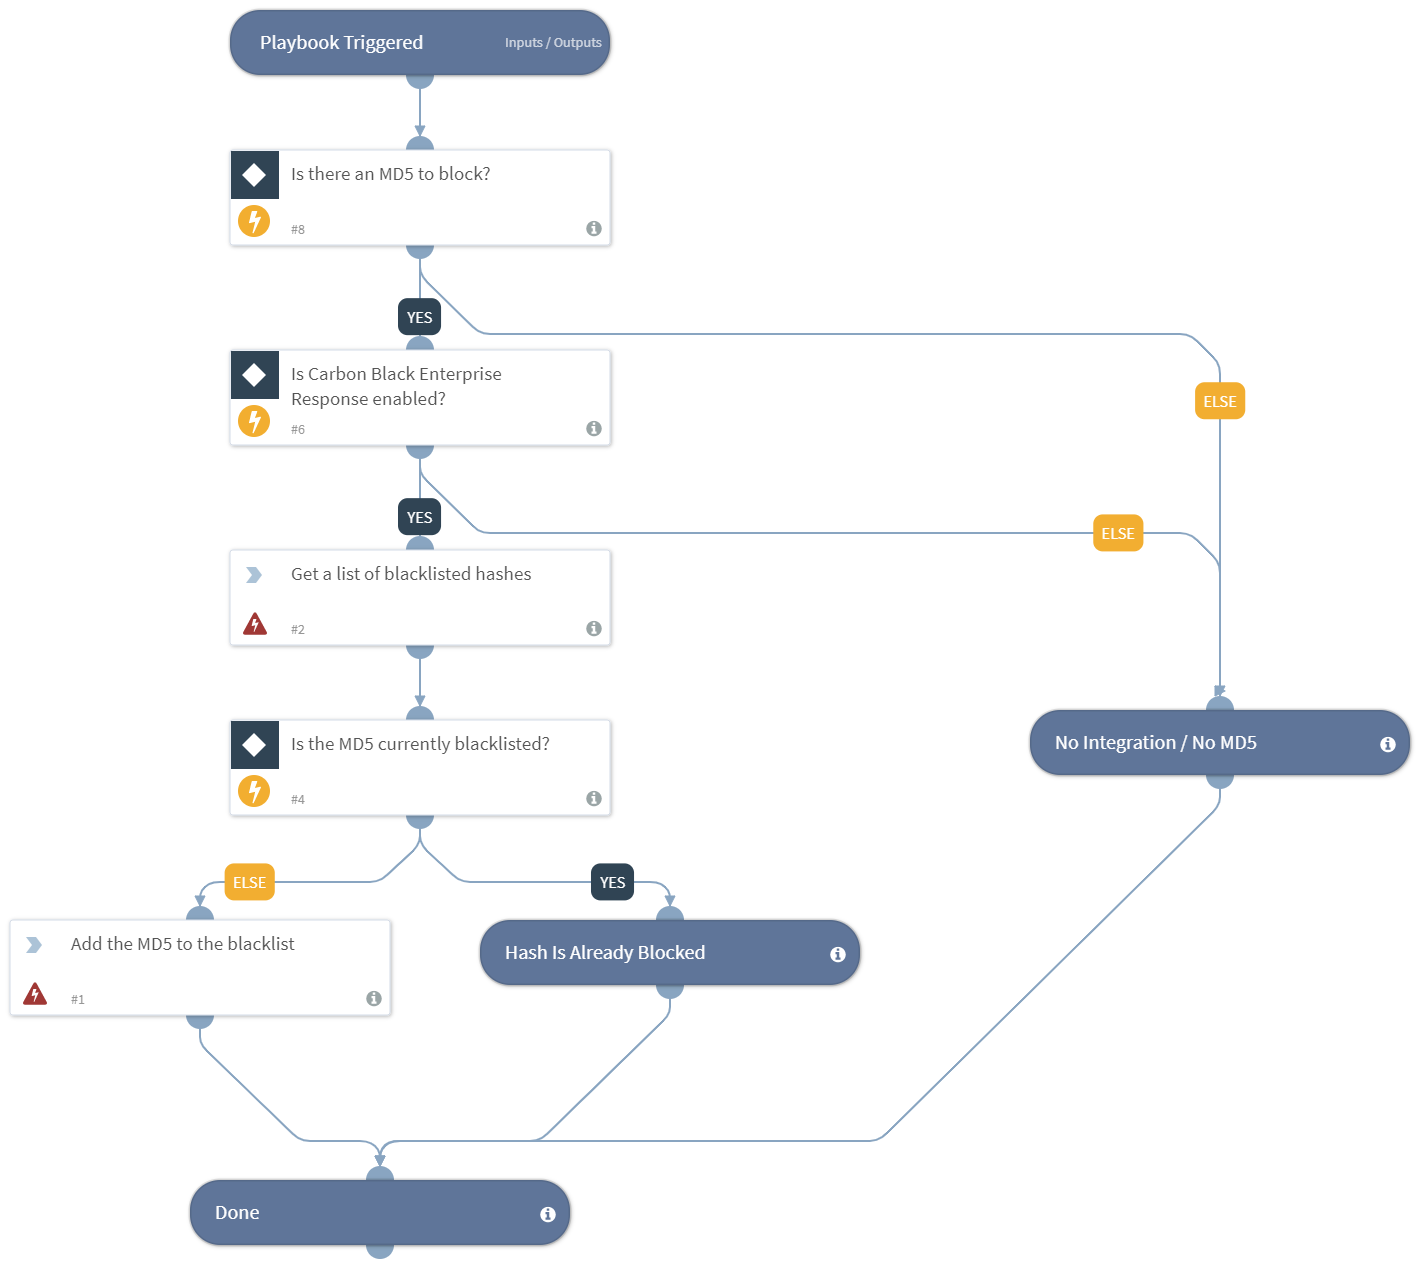 Playbook Triggered
Inputs / Outputs
Is there an MD5 to block?
#8
YES
Is Carbon Black Enterprise
Response enabled?
#6
ELSE
YES
ELSE
Get a list of blacklisted hashes
#2
Is the MD5 currently blacklisted?
#4
No Integration / No MD5
ELSE
YES
Add the MD5 to the blacklist
#1
Hash Is Already Blocked
Done